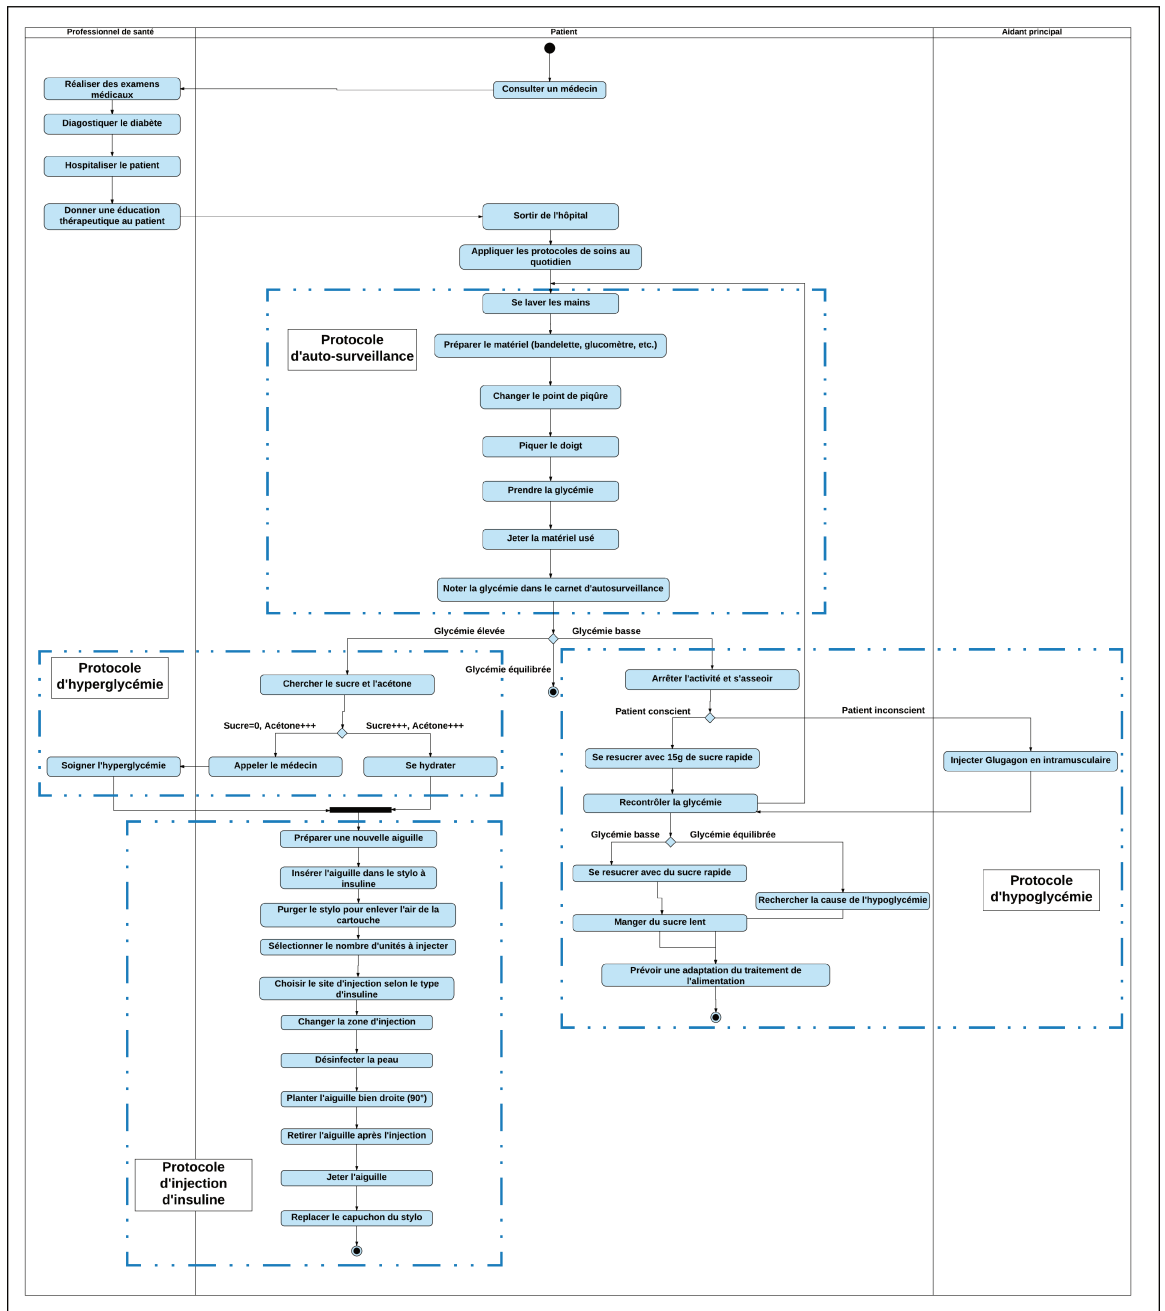 Professionnel de santé
Patient
Aidant principal
Réaliser des examens
médicaux
Consulter un médecin
Diagostiquer le diabète
Hospitaliser le patient
Donner une éducation
thérapeutique au patient
Sortir de l'hôpital
Appliquer les protocoles de soins au
quotidien
Se laver les mains
Protocole
d'auto-surveillance
Préparer le matériel (bandelette, glucomètre, etc.)
Changer le point de piqûre
Piquer le doigt
Prendre la glycémie
Jeter la matériel usé
Noter la glycémie dans le carnet d'autosurveillance
Glycémie élevée
Glycémie basse
Glycémie équilibrée
Protocole
d'hyperglycémie
Chercher le sucre et l'acétone
Sucre=0, Acétone+++
Sucre+++, Acétone+++
Soigner l'hyperglycémie
Appeler le médecin
Se hydrater
Arrêter l'activité et s'asseoir
Patient conscient
Patient inconscient
Se resucrer avec 15g de sucre rapide
Injecter Glugagon en intramusculaire
Recontrôler la glycémie
Glycémie basse
Glycémie équilibrée
Se resucrer avec du sucre rapide
Rechercher la cause de l'hypoglycémie
Manger du sucre lent
Protocole
d'hypoglycémie
Prévoir une adaptation du traitement de
l'alimentation
Préparer une nouvelle aiguille
Insérer l'aiguille dans le stylo à
insuline
Purger le stylo pour enlever l'air de la
cartouche
Sélectionner le nombre d'unités à injecter
Choisir le site d'injection selon le type
d'insuline
Changer la zone d'injection
Désinfecter la peau
Planter l'aiguille bien droite (90°)
Retirer l'aiguille après l'injection
Protocole
d'injection
d'insuline
Jeter l'aiguille
Replacer le capuchon du stylo